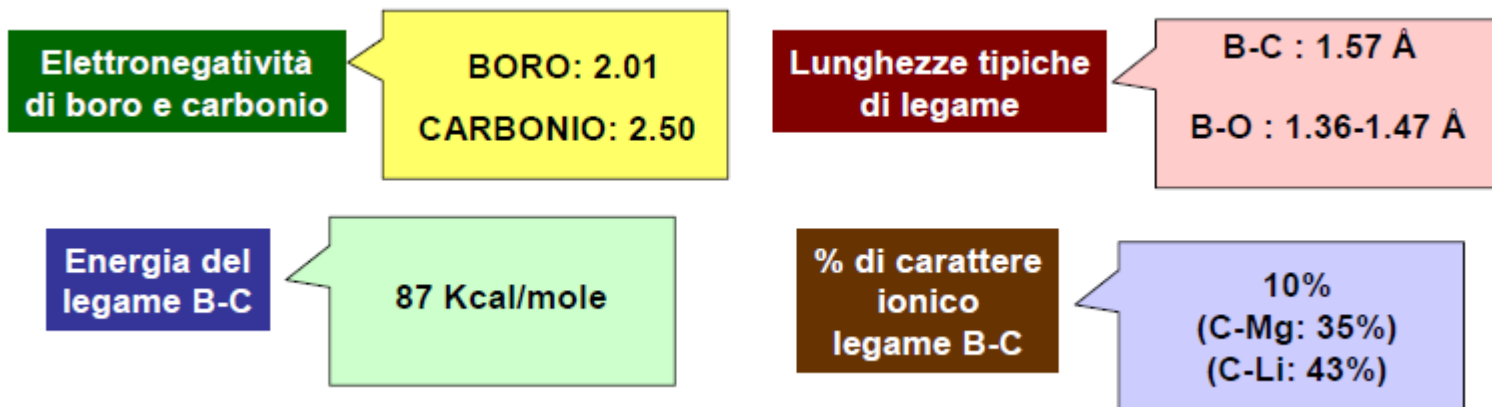 Elettronegatività
di boro e carbonio
BORO: 2.01
CARBONIO: 2.50
Lunghezze tipiche
di legame
B-C : 1.57 Å
B-O : 1.36-1.47 Å
Energia del
legame B-C
87 Kcal/mole
% di carattere
ionico
legame B-C
10%
(C-Mg: 35%)
(C-Li: 43%)